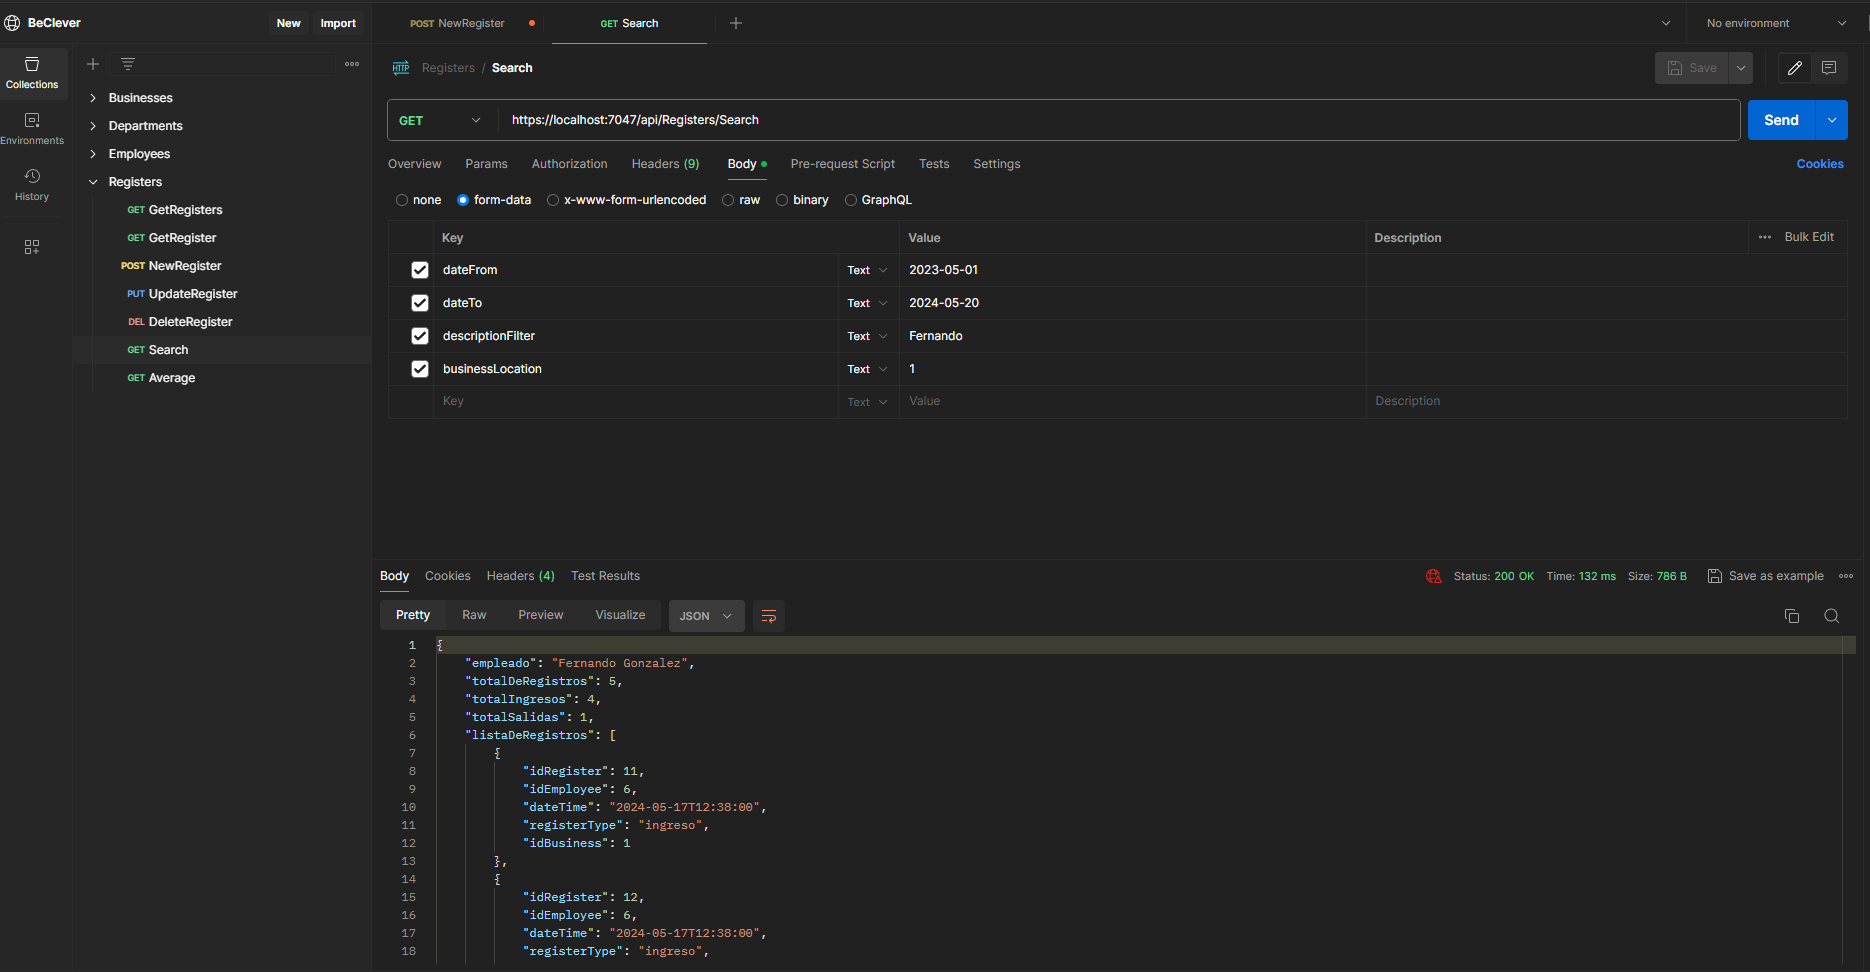 BeClever
New
Import
POST NewRegister
GET Search
No environment
Collections
Environments
History
Businesses
Departments
Employees
Registers
GET GetRegisters
GET GetRegister
POST NewRegister
PUT UpdateRegister
DEL DeleteRegister
GET Search
GET Average
HTTP Registers / Search
Save
GET https://localhost:7047/api/Registers/Search
Send
Overview Params Authorization Headers (9) Body Pre-request Script Tests Settings Cookies
none form-data x-www-form-urlencoded raw binary GraphQL
Key Value Description Bulk Edit
dateFrom Text 2023-05-01
dateTo Text 2024-05-20
descriptionFilter Text Fernando
businessLocation Text 1
Key Text Value Description
Body Cookies Headers (4) Test Results Status: 200 OK Time: 132 ms Size: 786 B Save as example
Pretty Raw Preview Visualize JSON
1 {
2 "empleado": "Fernando Gonzalez",
3 "totalDeRegistros": 5,
4 "totalIngresos": 4,
5 "totalSalidas": 1,
6 "listaDeRegistros": [
7 {
8 "idRegister": 11,
9 "idEmployee": 6,
10 "dateTime": "2024-05-17T12:38:00",
11 "registerType": "ingreso",
12 "idBusiness": 1
13 },
14 {
15 "idRegister": 12,
16 "idEmployee": 6,
17 "dateTime": "2024-05-17T12:38:00",
18 "registerType": "ingreso",